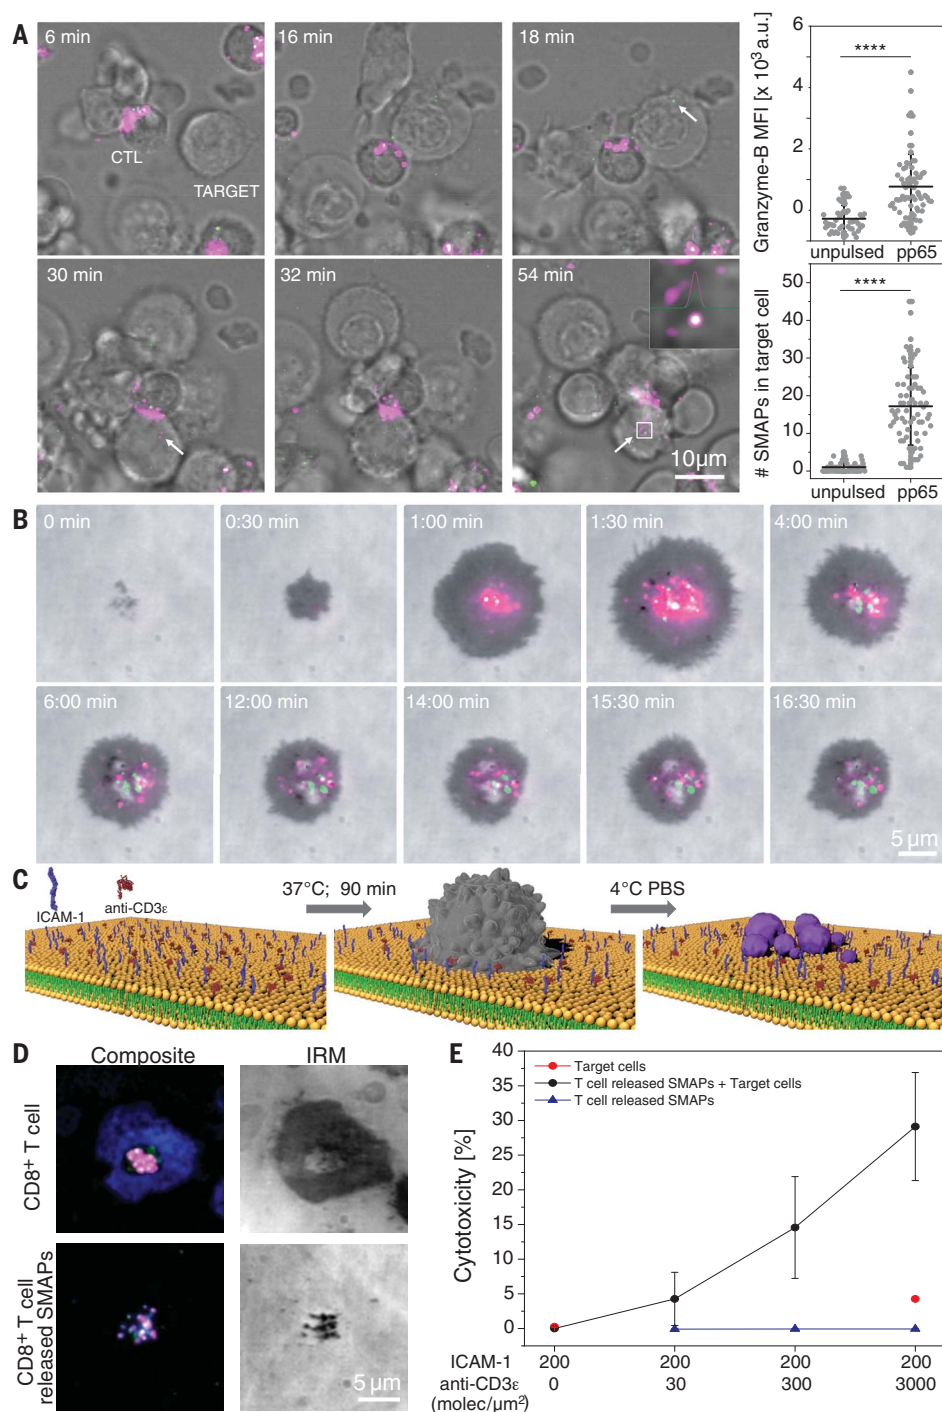 A
6 min
16 min
18 min
CTL
TARGET
30 min
32 min
54 min
10µm
Granzyme-B MFI [x 10³ a.u.]
6
4
2
0
****
unpulsed pp65
# SMAPs in target cell
50
40
30
20
10
0
****
unpulsed pp65
B
0 min
0:30 min
1:00 min
1:30 min
4:00 min
6:00 min
12:00 min
14:00 min
15:30 min
16:30 min
5 µm
C
ICAM-1
anti-CD3ε
37°C; 90 min
4°C PBS
D
Composite
IRM
CD8⁺ T cell
CD8⁺ T cell
released SMAPs
5 µm
E
Cytotoxicity [%]
40
35
30
25
20
15
10
5
0
Target cells
T cell released SMAPs + Target cells
T cell released SMAPs
ICAM-1 200 200 200 200
anti-CD3ε 0 30 300 3000
(molec/µm²)